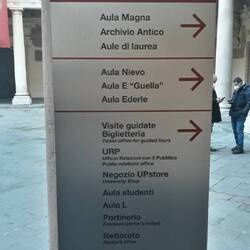 Aula Magna
Archivio Antico
Aule di laurea
Aula Nievo
Aula E "Guella"
Aula Ederle
Visite guidate
Biglietteria
Ticket office for guided tours
URP
Ufficio Relazioni con il Pubblico
Public relations office
Negozio UPstore
University Shop
Aula studenti
Aula L
Portineria
Entrance (porter's lodge)
Rettorato
Rector's office